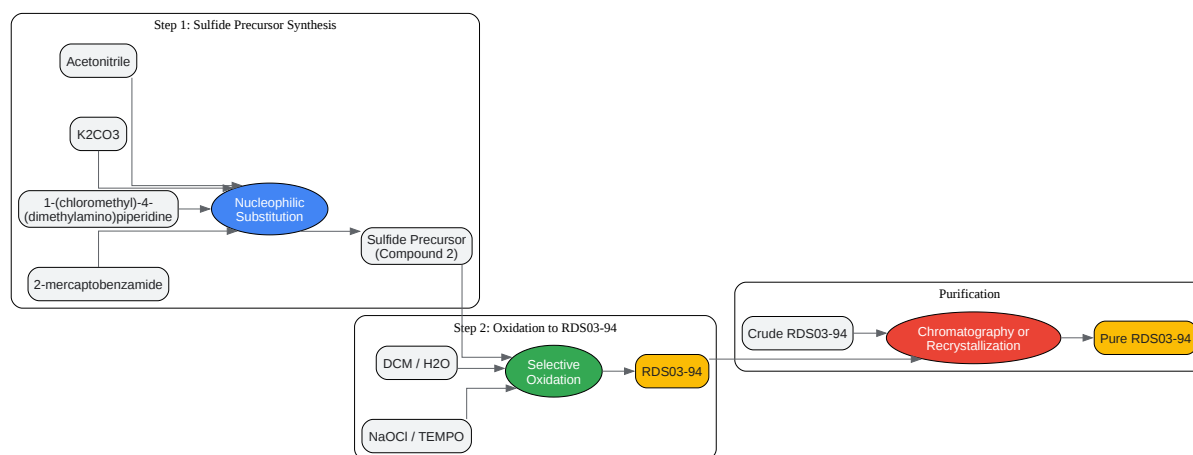 Step 1: Sulfide Precursor Synthesis
Acetonitrile
K2CO3
1-(chloromethyl)-4-
(dimethylamino)piperidine
2-mercaptobenzamide
Nucleophilic
Substitution
Sulfide Precursor
(Compound 2)
Step 2: Oxidation to RDS03-94
DCM / H2O
NaOCl / TEMPO
Selective
Oxidation
RDS03-94
Purification
Crude RDS03-94
Chromatography or
Recrystallization
Pure RDS03-94